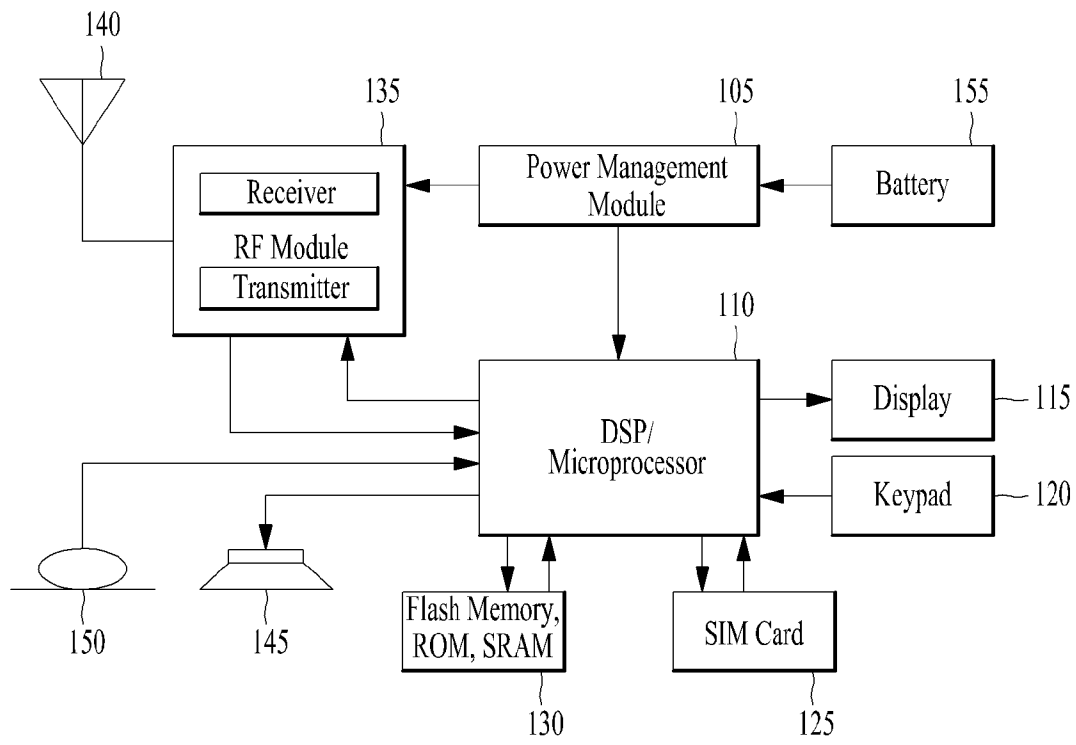 140
135
105
155
Receiver
RF Module
Transmitter
Power Management
Module
Battery
110
DSP/
Microprocessor
Display
115
Keypad
120
150
145
Flash Memory,
ROM, SRAM
130
SIM Card
125